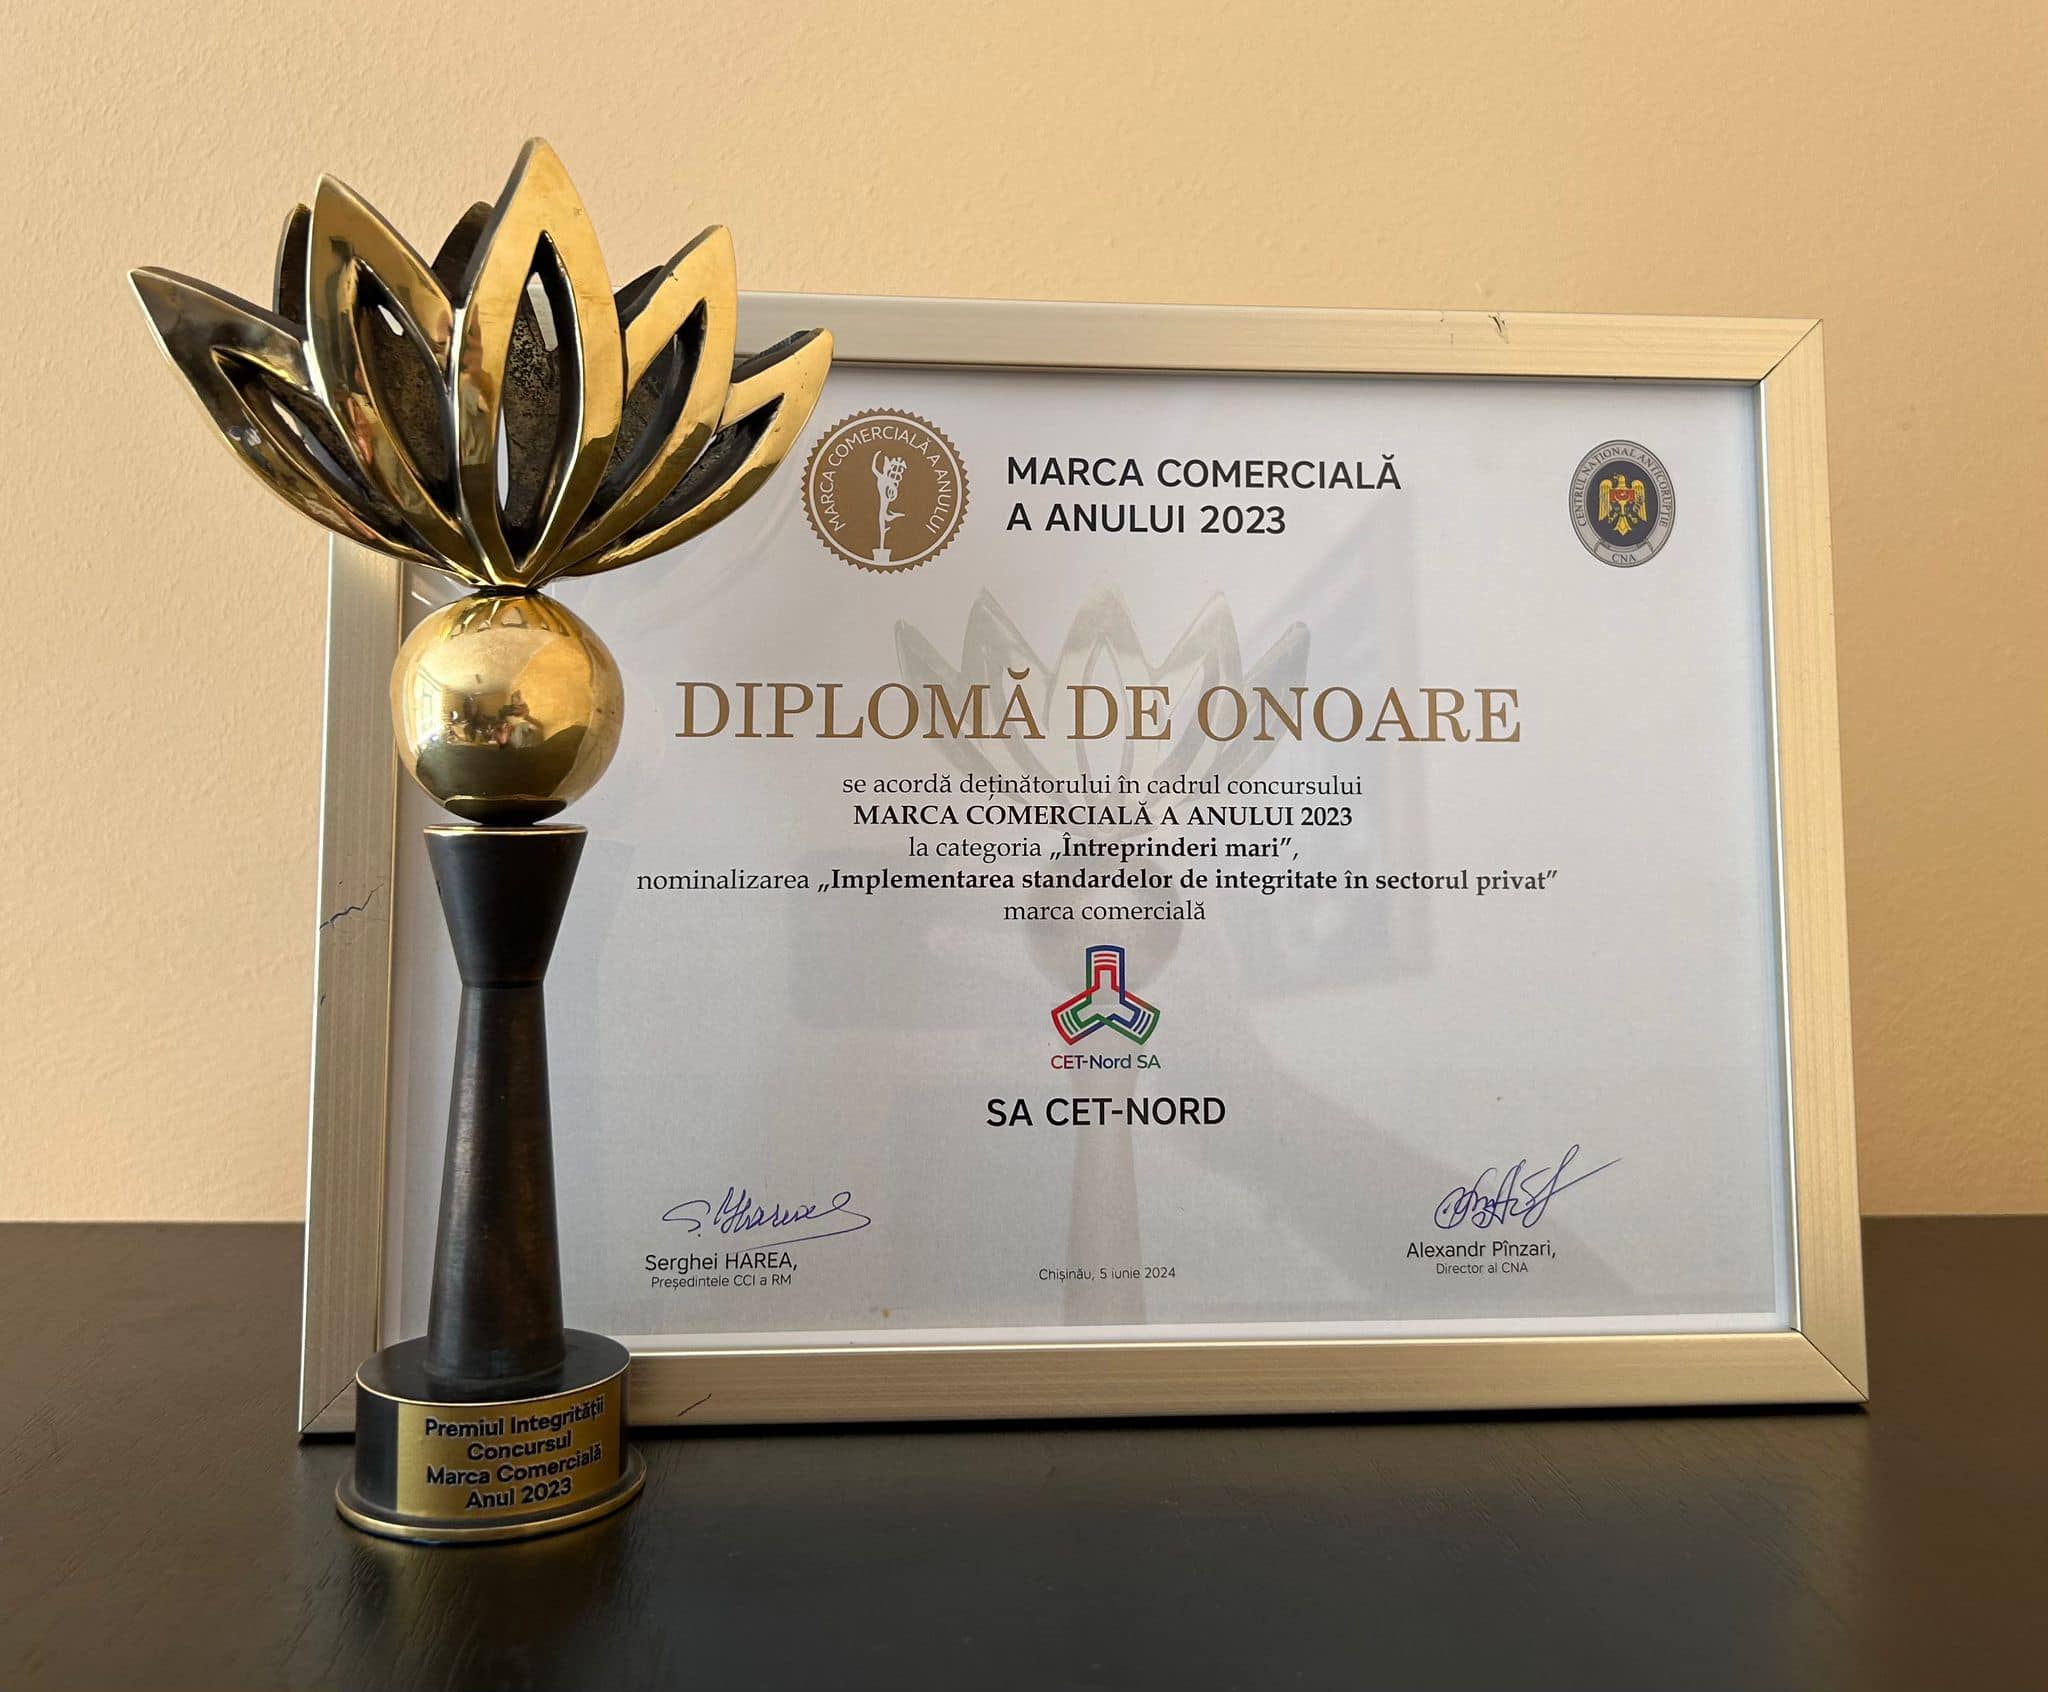 MARCA COMERCIALĂ A ANULUI
MARCA COMERCIALĂ
A ANULUI 2023
CENTRUL NAȚIONAL ANTICORUPȚIE
CNA
DIPLOMĂ DE ONOARE
se acordă deținătorului în cadrul concursului
MARCA COMERCIALĂ A ANULUI 2023
la categoria „Întreprinderi mari”,
nominalizarea „Implementarea standardelor de integritate în sectorul privat”
marca comercială
CET-Nord SA
SA CET-NORD
Serghei HAREA,
Președintele CCI a RM
Chișinău, 5 iunie 2024
Alexandr Pînzari,
Director al CNA
Premiul Integrității
Concursul
Marca Comercială
Anul 2023